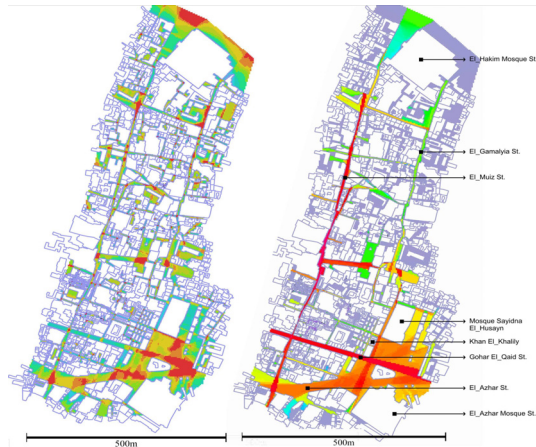 El_Hakim Mosque St.
El_Gamalyia St.
El_Muiz St.
Mosque Sayidna
El_Husayn
Khan El_Khalily
Gohar El_Qaid St.
El_Azhar St.
El_Azhar Mosque St.
500m
500m